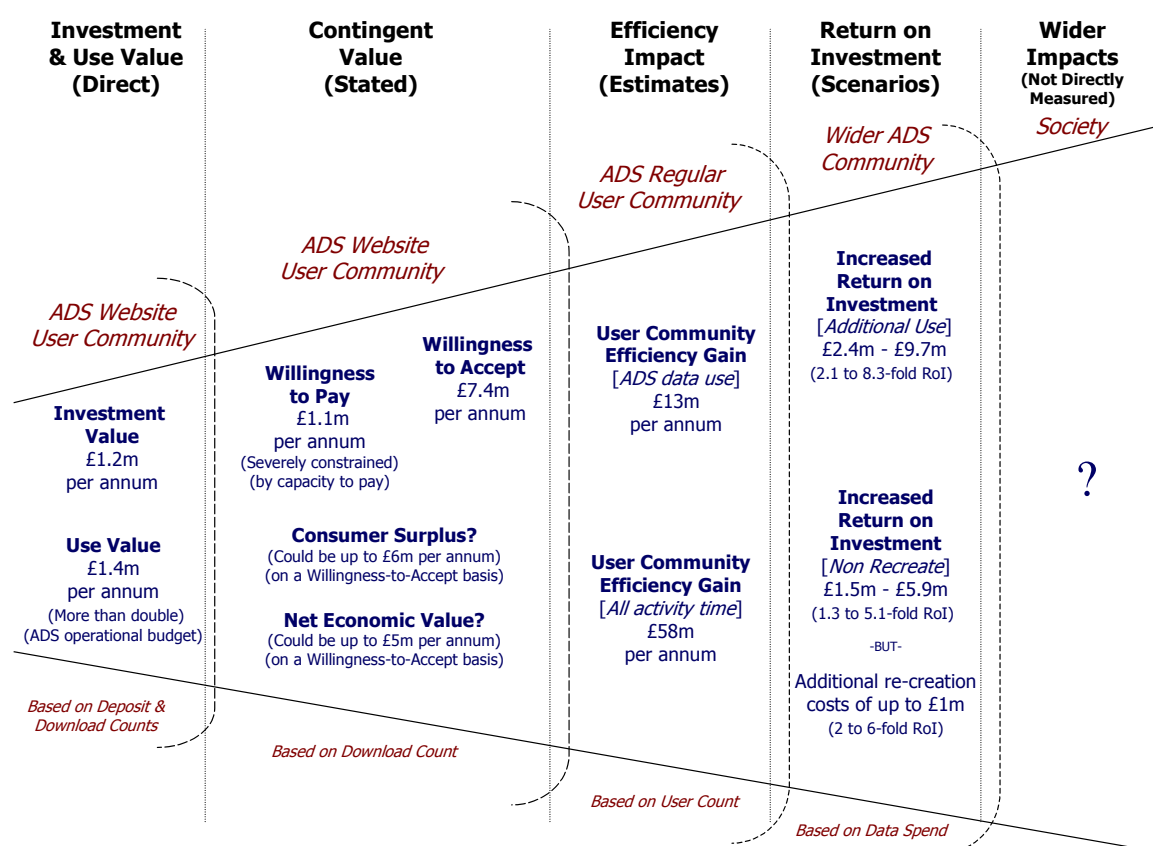 Investment
& Use Value
(Direct)
Contingent
Value
(Stated)
Efficiency
Impact
(Estimates)
Return on
Investment
(Scenarios)
Wider
Impacts
(Not Directly
Measured)
ADS Website
User Community
Investment
Value
£1.2m
per annum
Use Value
£1.4m
per annum
(More than double)
(ADS operational budget)
Based on Deposit &
Download Counts
ADS Website
User Community
Willingness
to Pay
£1.1m
per annum
(Severely constrained)
(by capacity to pay)
Willingness
to Accept
£7.4m
per annum
Consumer Surplus?
(Could be up to £6m per annum)
(on a Willingness-to-Accept basis)
Net Economic Value?
(Could be up to £5m per annum)
(on a Willingness-to-Accept basis)
Based on Download Count
ADS Regular
User Community
User Community
Efficiency Gain
[ADS data use]
£13m
per annum
User Community
Efficiency Gain
[All activity time]
£58m
per annum
Based on User Count
Wider ADS
Community
Increased
Return on
Investment
[Additional Use]
£2.4m - £9.7m
(2.1 to 8.3-fold RoI)
Increased
Return on
Investment
[Non Recreate]
£1.5m - £5.9m
(1.3 to 5.1-fold RoI)
-BUT-
Additional re-creation
costs of up to £1m
(2 to 6-fold RoI)
Based on Data Spend
Society
?